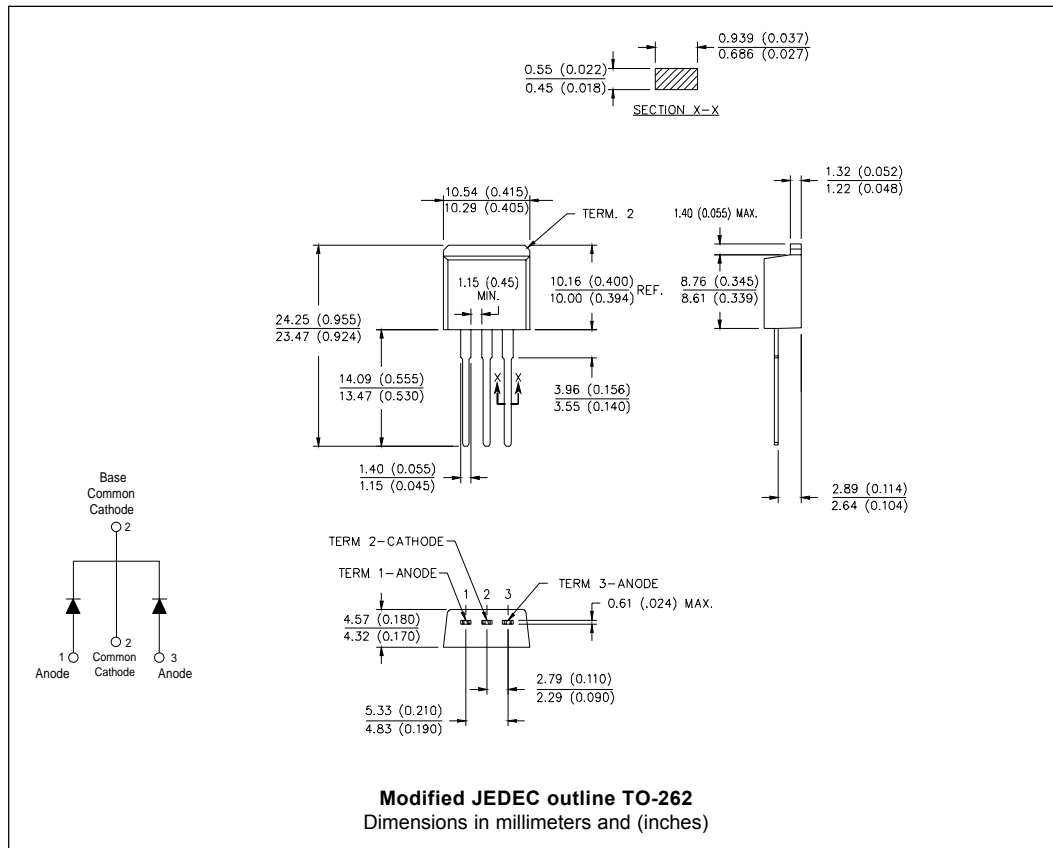 0.939 (0.037)
0.686 (0.027)
0.55 (0.022)
0.45 (0.018)
SECTION X-X
1.32 (0.052)
1.22 (0.048)
10.54 (0.415)
10.29 (0.405)
TERM. 2
1.40 (0.055) MAX.
1.15 (0.45)
MIN.
10.16 (0.400)
10.00 (0.394)
REF.
8.76 (0.345)
8.61 (0.339)
24.25 (0.955)
23.47 (0.924)
14.09 (0.555)
13.47 (0.530)
X X
3.96 (0.156)
3.55 (0.140)
1.40 (0.055)
1.15 (0.045)
2.89 (0.114)
2.64 (0.104)
Base
Common
Cathode
2
2
1
Anode
Common
Cathode
3
Anode
TERM 2-CATHODE
TERM 1-ANODE
TERM 3-ANODE
1 2 3
0.61 (.024) MAX.
4.57 (0.180)
4.32 (0.170)
2.79 (0.110)
2.29 (0.090)
5.33 (0.210)
4.83 (0.190)
Modified JEDEC outline TO-262
Dimensions in millimeters and (inches)